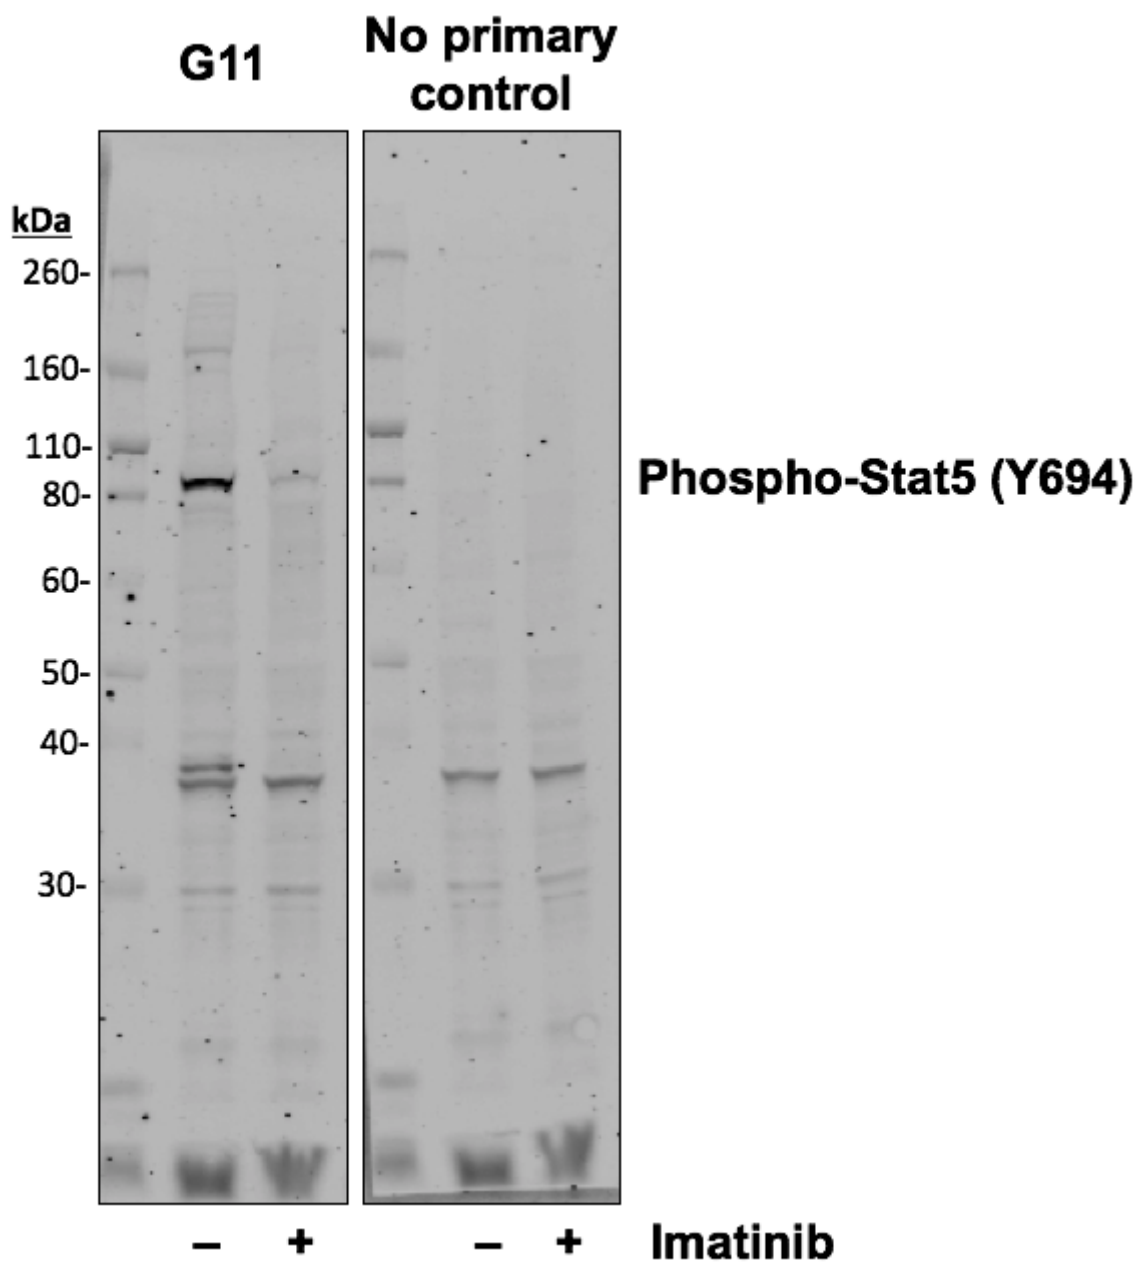 G11
No primary
control
kDa
260-
160-
110-
80-
60-
50-
40-
30-
Phospho-Stat5 (Y694)
– + – + Imatinib